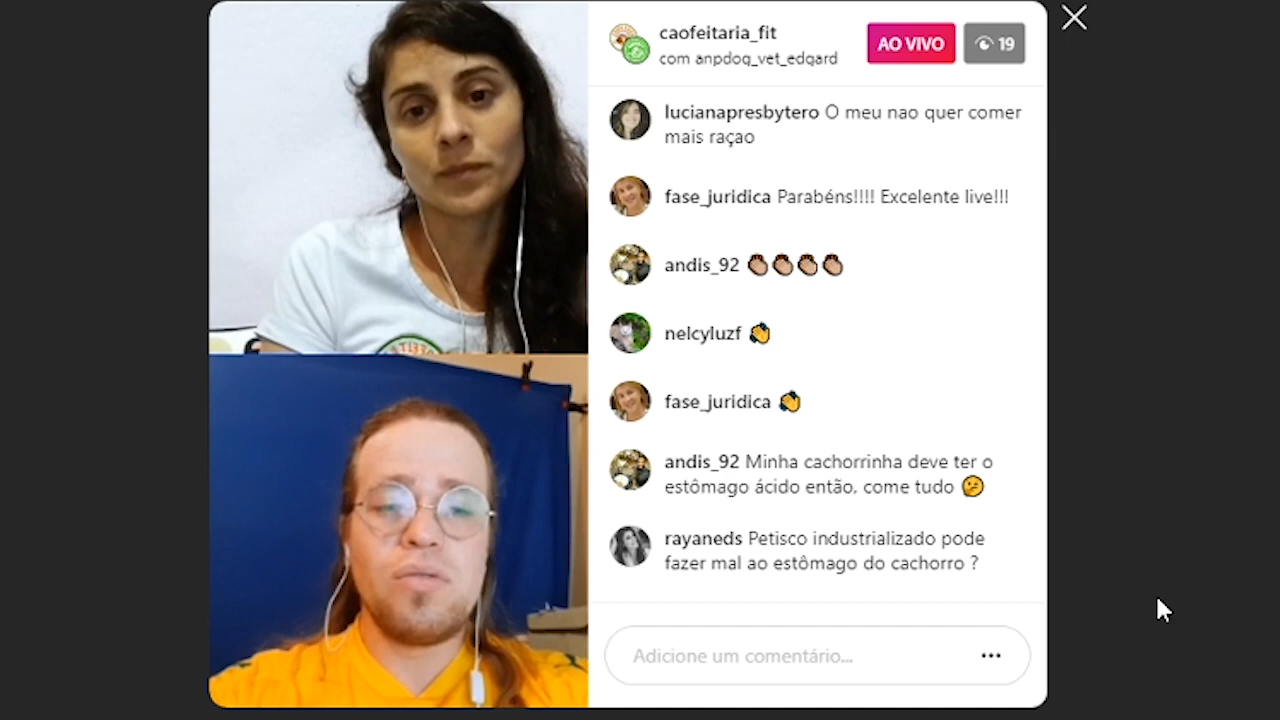 caofeitaria_fit
com anpdog_vet_edgard
AO VIVO
19
lucianapresbytero O meu nao quer comer
mais raçao
fase_juridica Parabéns!!!! Excelente live!!!
andis_92
nelcyluzf
fase_juridica
andis_92 Minha cachorrinha deve ter o
estômago ácido então, come tudo
rayaneds Petisco industrializado pode
fazer mal ao estômago do cachorro ?
Adicione um comentário...